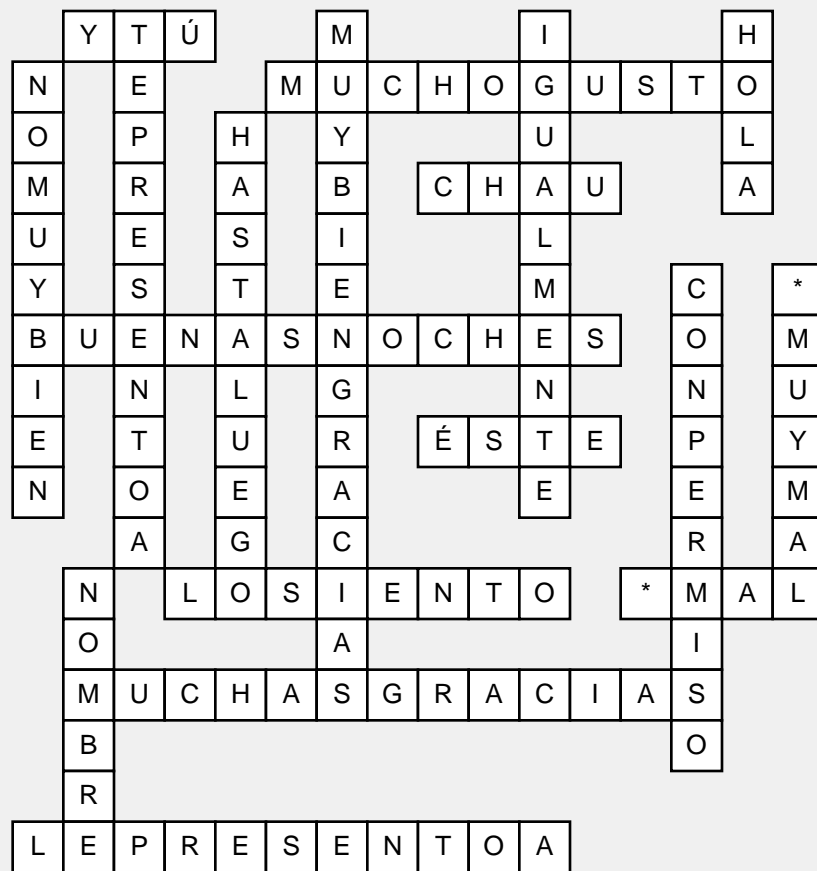 Y T Ú M I H
N E M U C H O G U S T O
O P H Y U L
M R A B C H A U A
U E S I L
Y S T E M C *
B U E N A S N O C H E S O M
I N L G N N U
E T U R É S T E P Y
N O E A E E M
A G C R A
N L O S I E N T O * M A L
O A I
M U C H A S G R A C I A S
B O
R
L E P R E S E N T O A